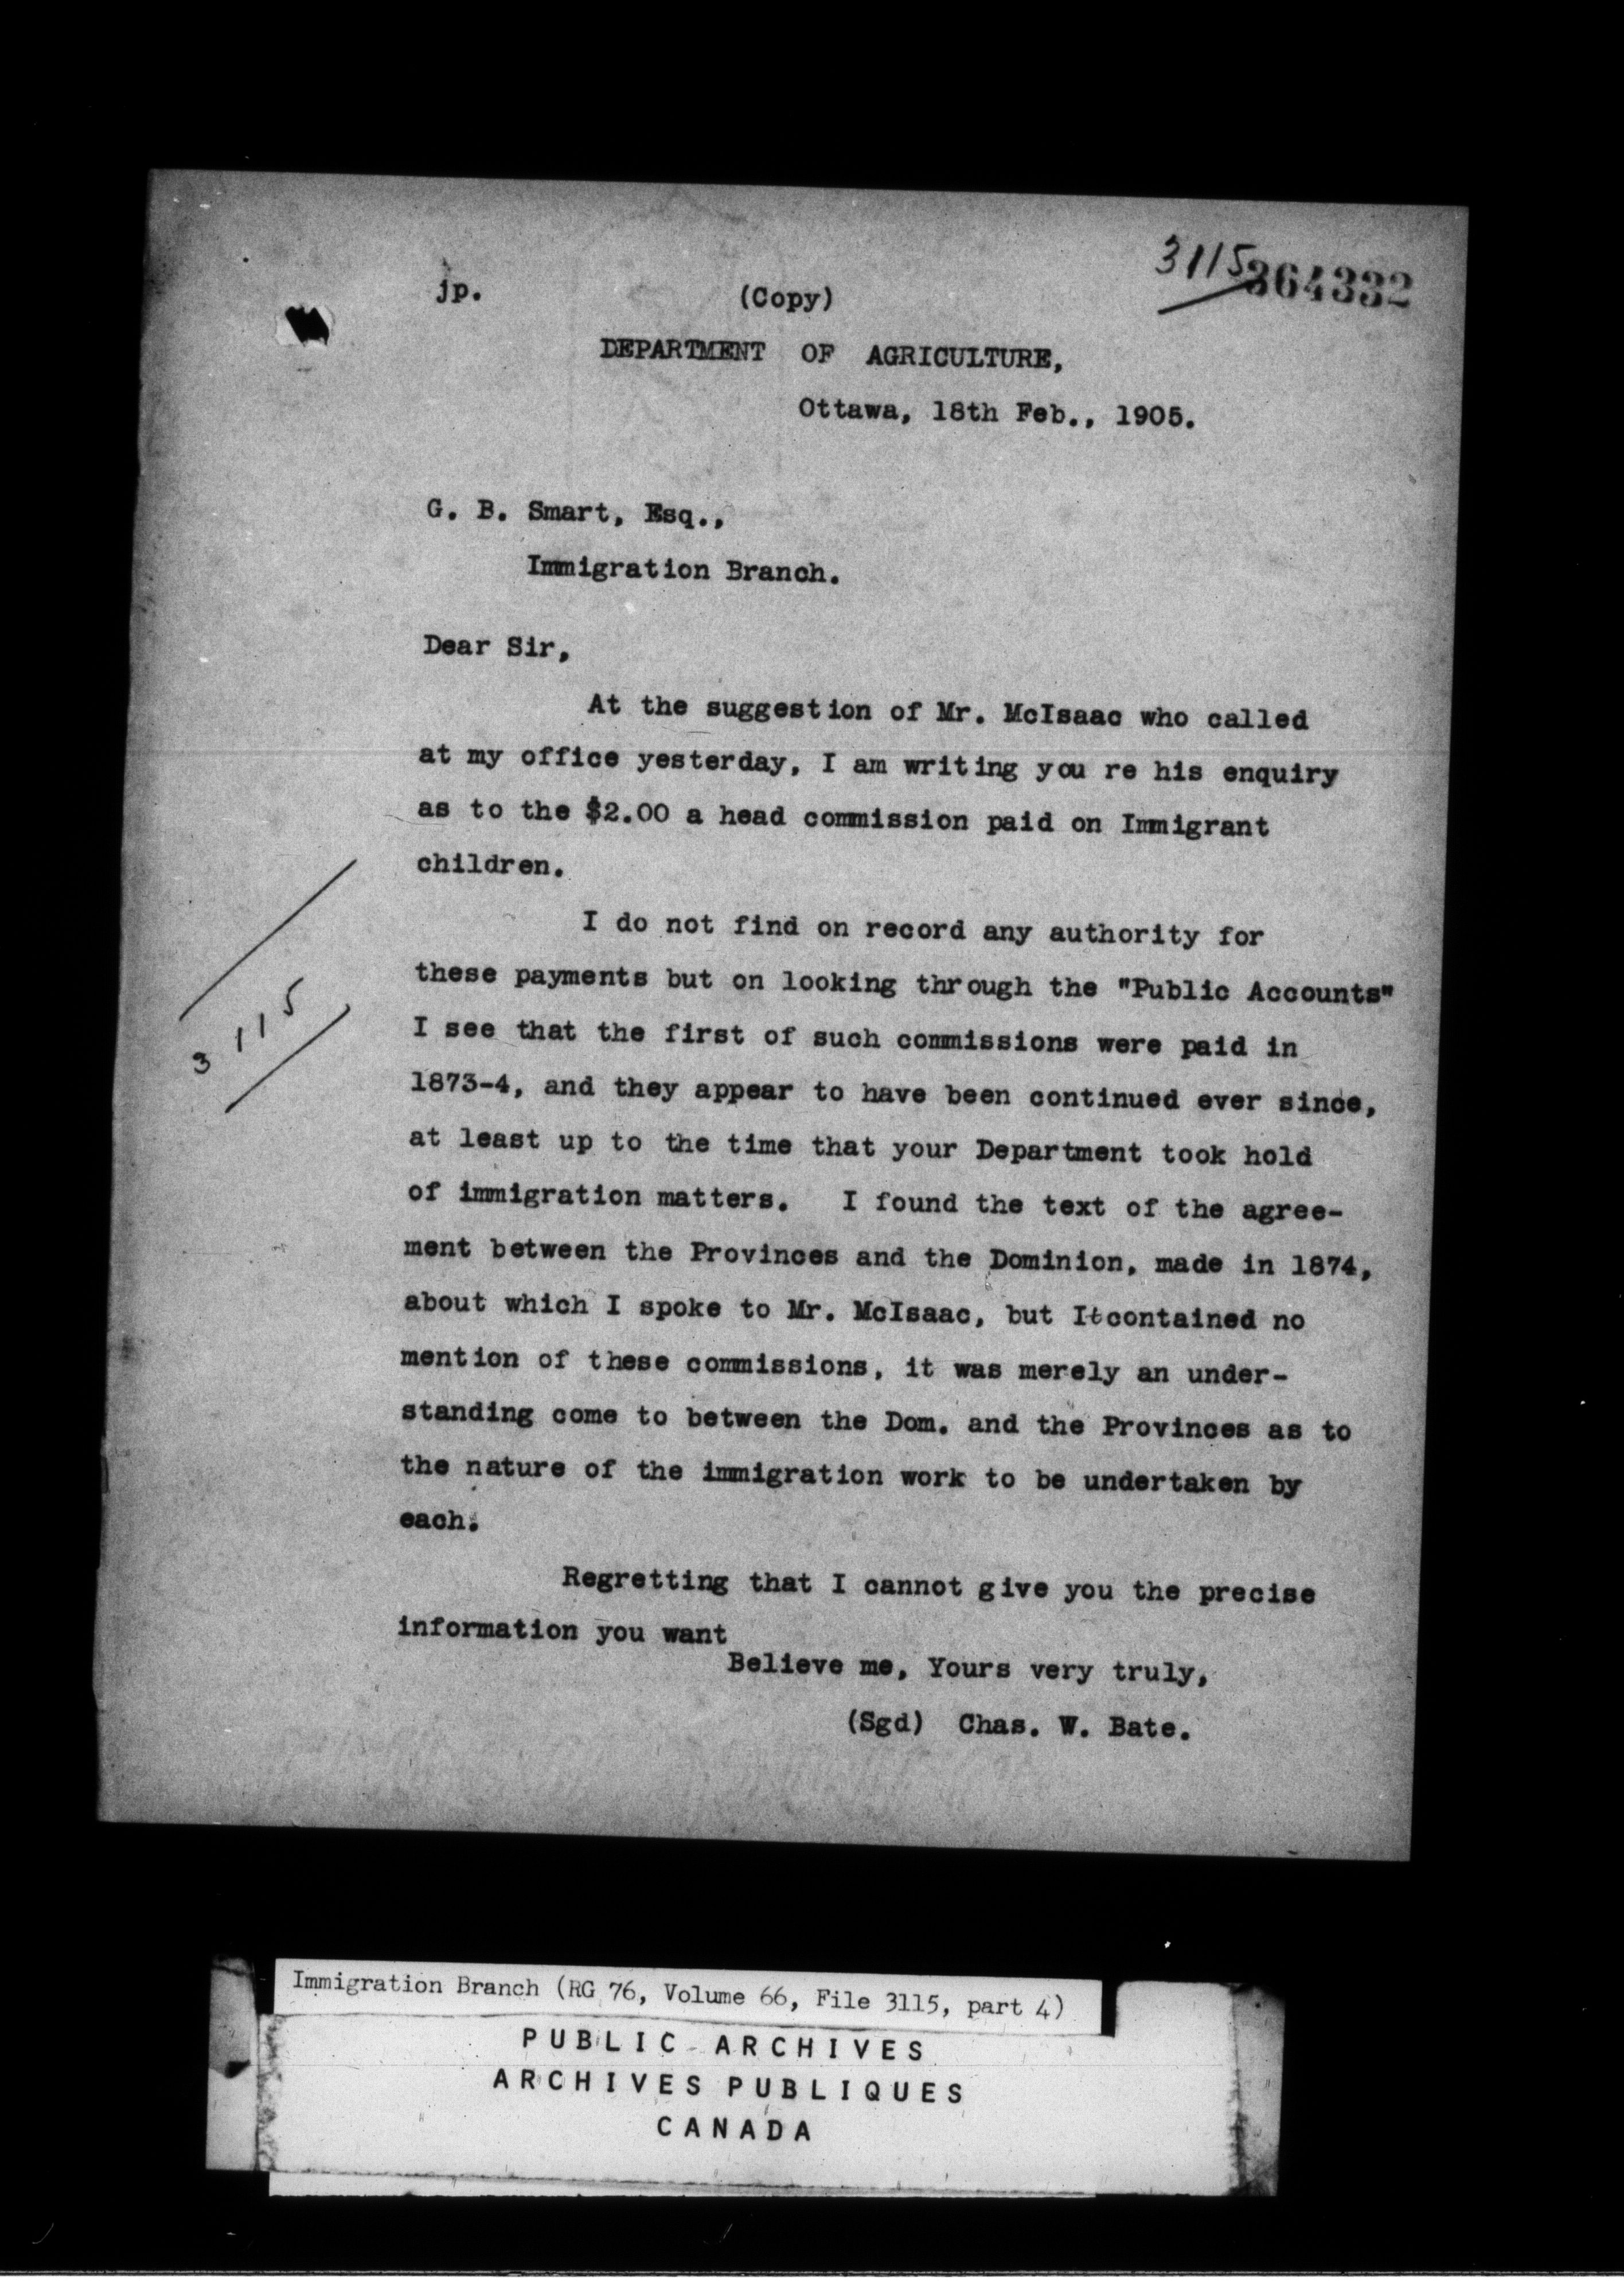 3115 364332
jp. (Copy)
DEPARTMENT OF AGRICULTURE,
Ottawa, 18th Feb., 1905.
G. B. Smart, Esq.,
Immigration Branch.
Dear Sir,
At the suggestion of Mr. McIsaac who called
at my office yesterday, I am writing you re his enquiry
as to the $2.00 a head commission paid on Immigrant
children.
I do not find on record any authority for
these payments but on looking through the "Public Accounts"
I see that the first of such commissions were paid in
1873-4, and they appear to have been continued ever since,
at least up to the time that your Department took hold
of immigration matters. I found the text of the agree-
ment between the Provinces and the Dominion, made in 1874,
about which I spoke to Mr. McIsaac, but It contained no
mention of these commissions, it was merely an under-
standing come to between the Dom. and the Provinces as to
the nature of the immigration work to be undertaken by
each.
Regretting that I cannot give you the precise
information you want
Believe me, Yours very truly,
(Sgd) Chas. W. Bate.
3115
Immigration Branch (RG 76, Volume 66, File 3115, part 4)
PUBLIC ARCHIVES
ARCHIVES PUBLIQUES
CANADA